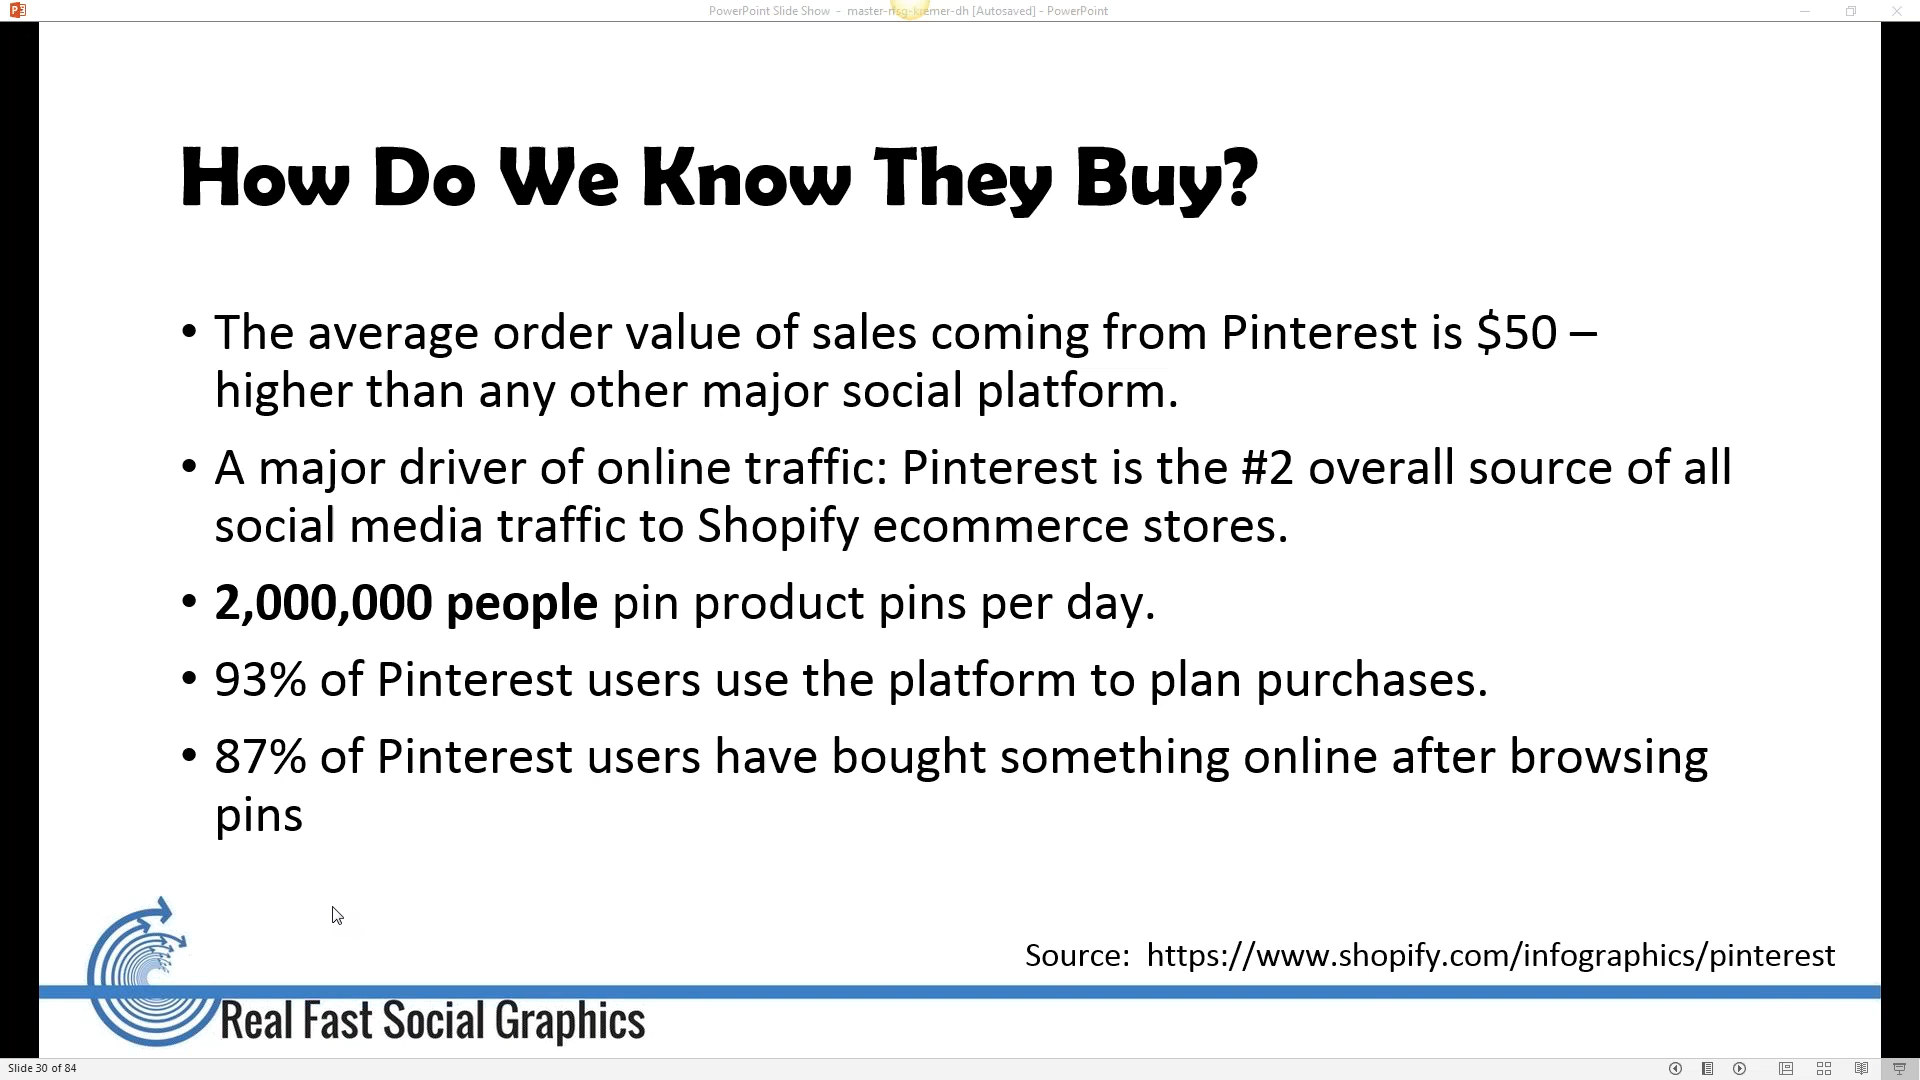 PowerPoint Slide Show - master-rfsg-kremer-dh [Autosaved] - PowerPoint
How Do We Know They Buy?
• The average order value of sales coming from Pinterest is $50 –
higher than any other major social platform.
• A major driver of online traffic: Pinterest is the #2 overall source of all
social media traffic to Shopify ecommerce stores.
• 2,000,000 people pin product pins per day.
• 93% of Pinterest users use the platform to plan purchases.
• 87% of Pinterest users have bought something online after browsing
pins
Source: https://www.shopify.com/infographics/pinterest
Real Fast Social Graphics
Slide 30 of 84